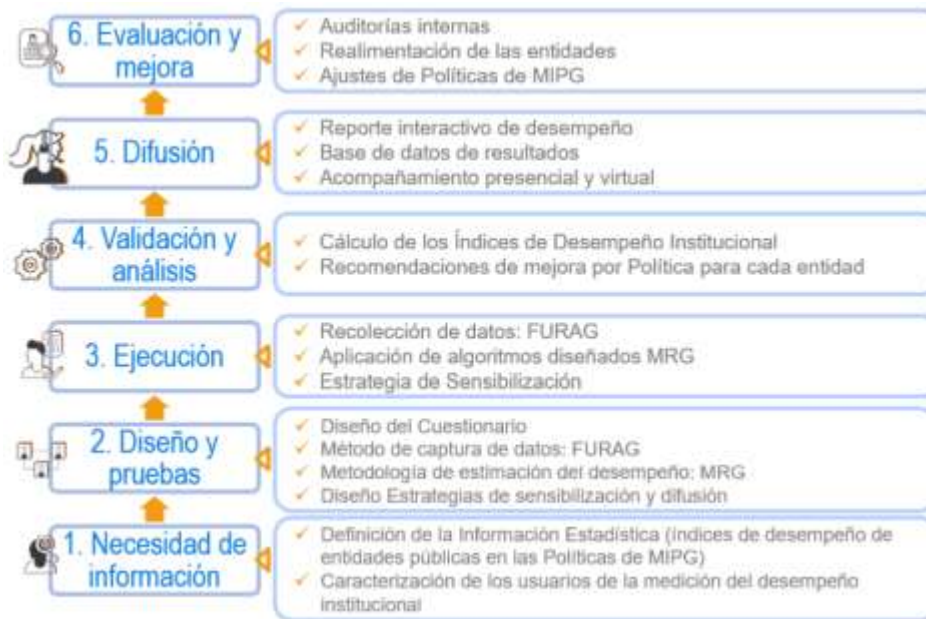 6. Evaluación y
mejora
Auditorías internas
Realimentación de las entidades
Ajustes de Políticas de MIPG
5. Difusión
Reporte interactivo de desempeño
Base de datos de resultados
Acompañamiento presencial y virtual
4. Validación y
análisis
Cálculo de los Índices de Desempeño Institucional
Recomendaciones de mejora por Política para cada entidad
3. Ejecución
Recolección de datos: FURAG
Aplicación de algoritmos diseñados MRG
Estrategia de Sensibilización
2. Diseño y
pruebas
Diseño del Cuestionario
Método de captura de datos: FURAG
Metodología de estimación del desempeño: MRG
Diseño Estrategias de sensibilización y difusión
1. Necesidad de
información
Definición de la Información Estadística (índices de desempeño de
entidades públicas en las Políticas de MIPG)
Caracterización de los usuarios de la medición del desempeño
institucional